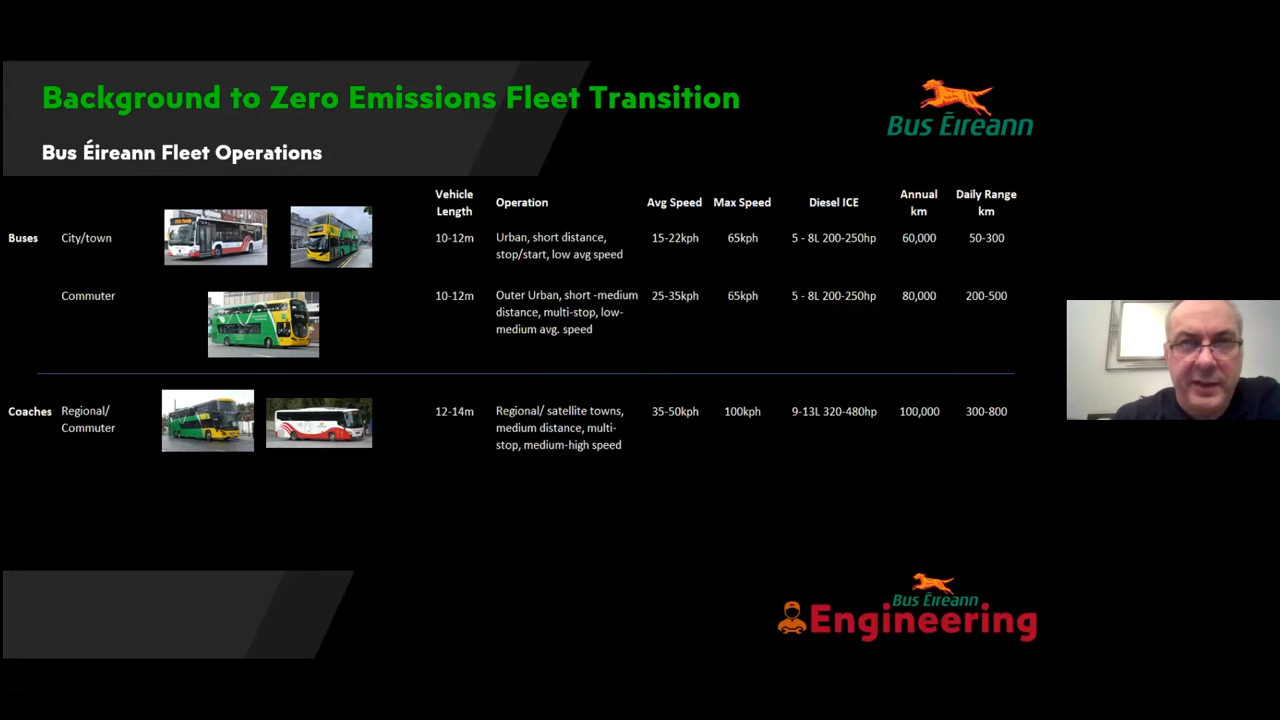 Background to Zero Emissions Fleet Transition
Bus Éireann
Bus Éireann Fleet Operations
Vehicle Length
Operation
Avg Speed
Max Speed
Diesel ICE
Annual km
Daily Range km
Buses
City/town
10-12m
Urban, short distance,
stop/start, low avg speed
15-22kph
65kph
5 - 8L 200-250hp
60,000
50-300
Commuter
10-12m
Outer Urban, short -medium
distance, multi-stop, low-
medium avg. speed
25-35kph
65kph
5 - 8L 200-250hp
80,000
200-500
Coaches
Regional/
Commuter
12-14m
Regional/ satellite towns,
medium distance, multi-
stop, medium-high speed
35-50kph
100kph
9-13L 320-480hp
100,000
300-800
Bus Éireann
Engineering